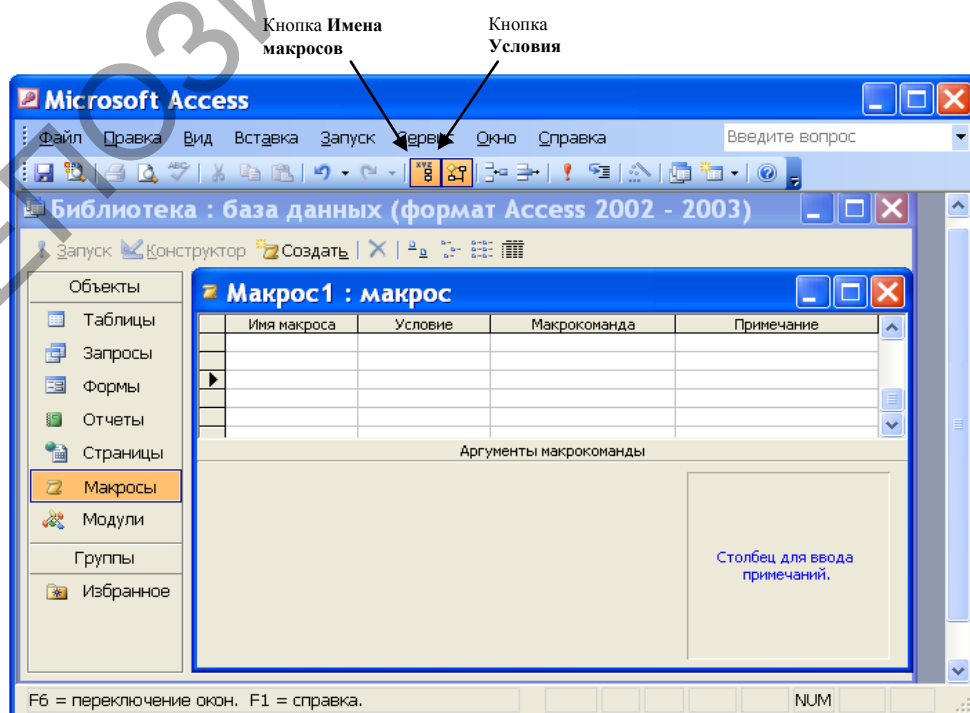 Кнопка Имена
макросов
Кнопка
Условия
ЕПОЗИ
Microsoft Access
Файл Правка Вид Вставка Запуск Сервис Окно Справка Введите вопрос
Библиотека : база данных (формат Access 2002 - 2003)
Запуск Конструктор Создать
Объекты
Таблицы
Запросы
Формы
Отчеты
Страницы
Макросы
Модули
Группы
Избранное
Макрос1 : макрос
Имя макроса Условие Макрокоманда Примечание
Аргументы макрокоманды
Столбец для ввода
примечаний.
F6 = переключение окон. F1 = справка. NUM